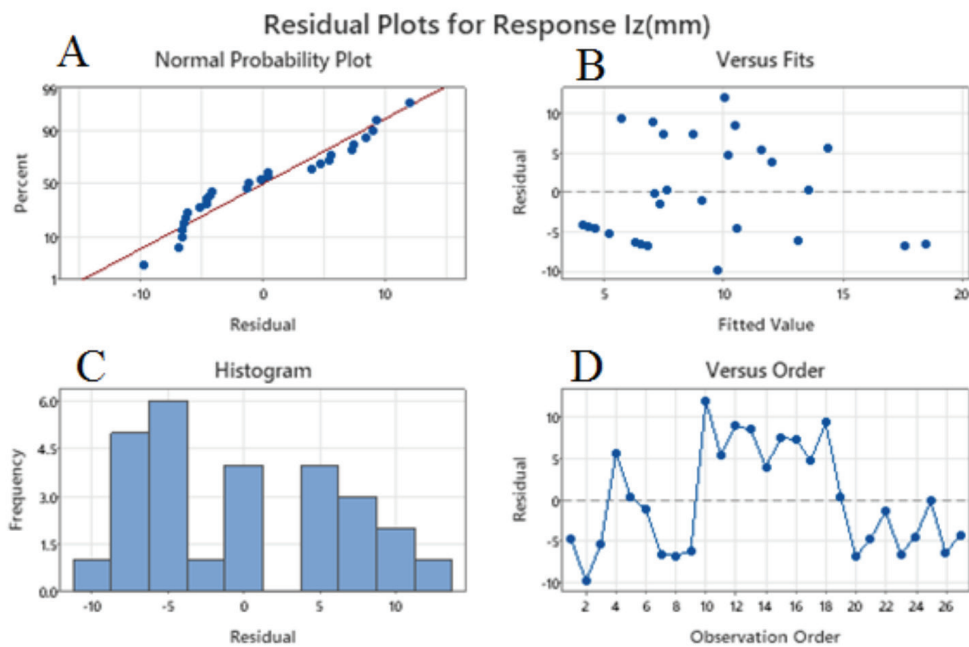 Residual Plots for Response Iz(mm)
A
Normal Probability Plot
99
90
50
10
1
Percent
-10 0 10
Residual
B
Versus Fits
10
5
0
-5
-10
Residual
5 10 15 20
Fitted Value
C
Histogram
6.0
4.5
3.0
1.5
0.0
Frequency
-10 -5 0 5 10
Residual
D
Versus Order
10
5
0
-5
-10
Residual
2 4 6 8 10 12 14 16 18 20 22 24 26
Observation Order